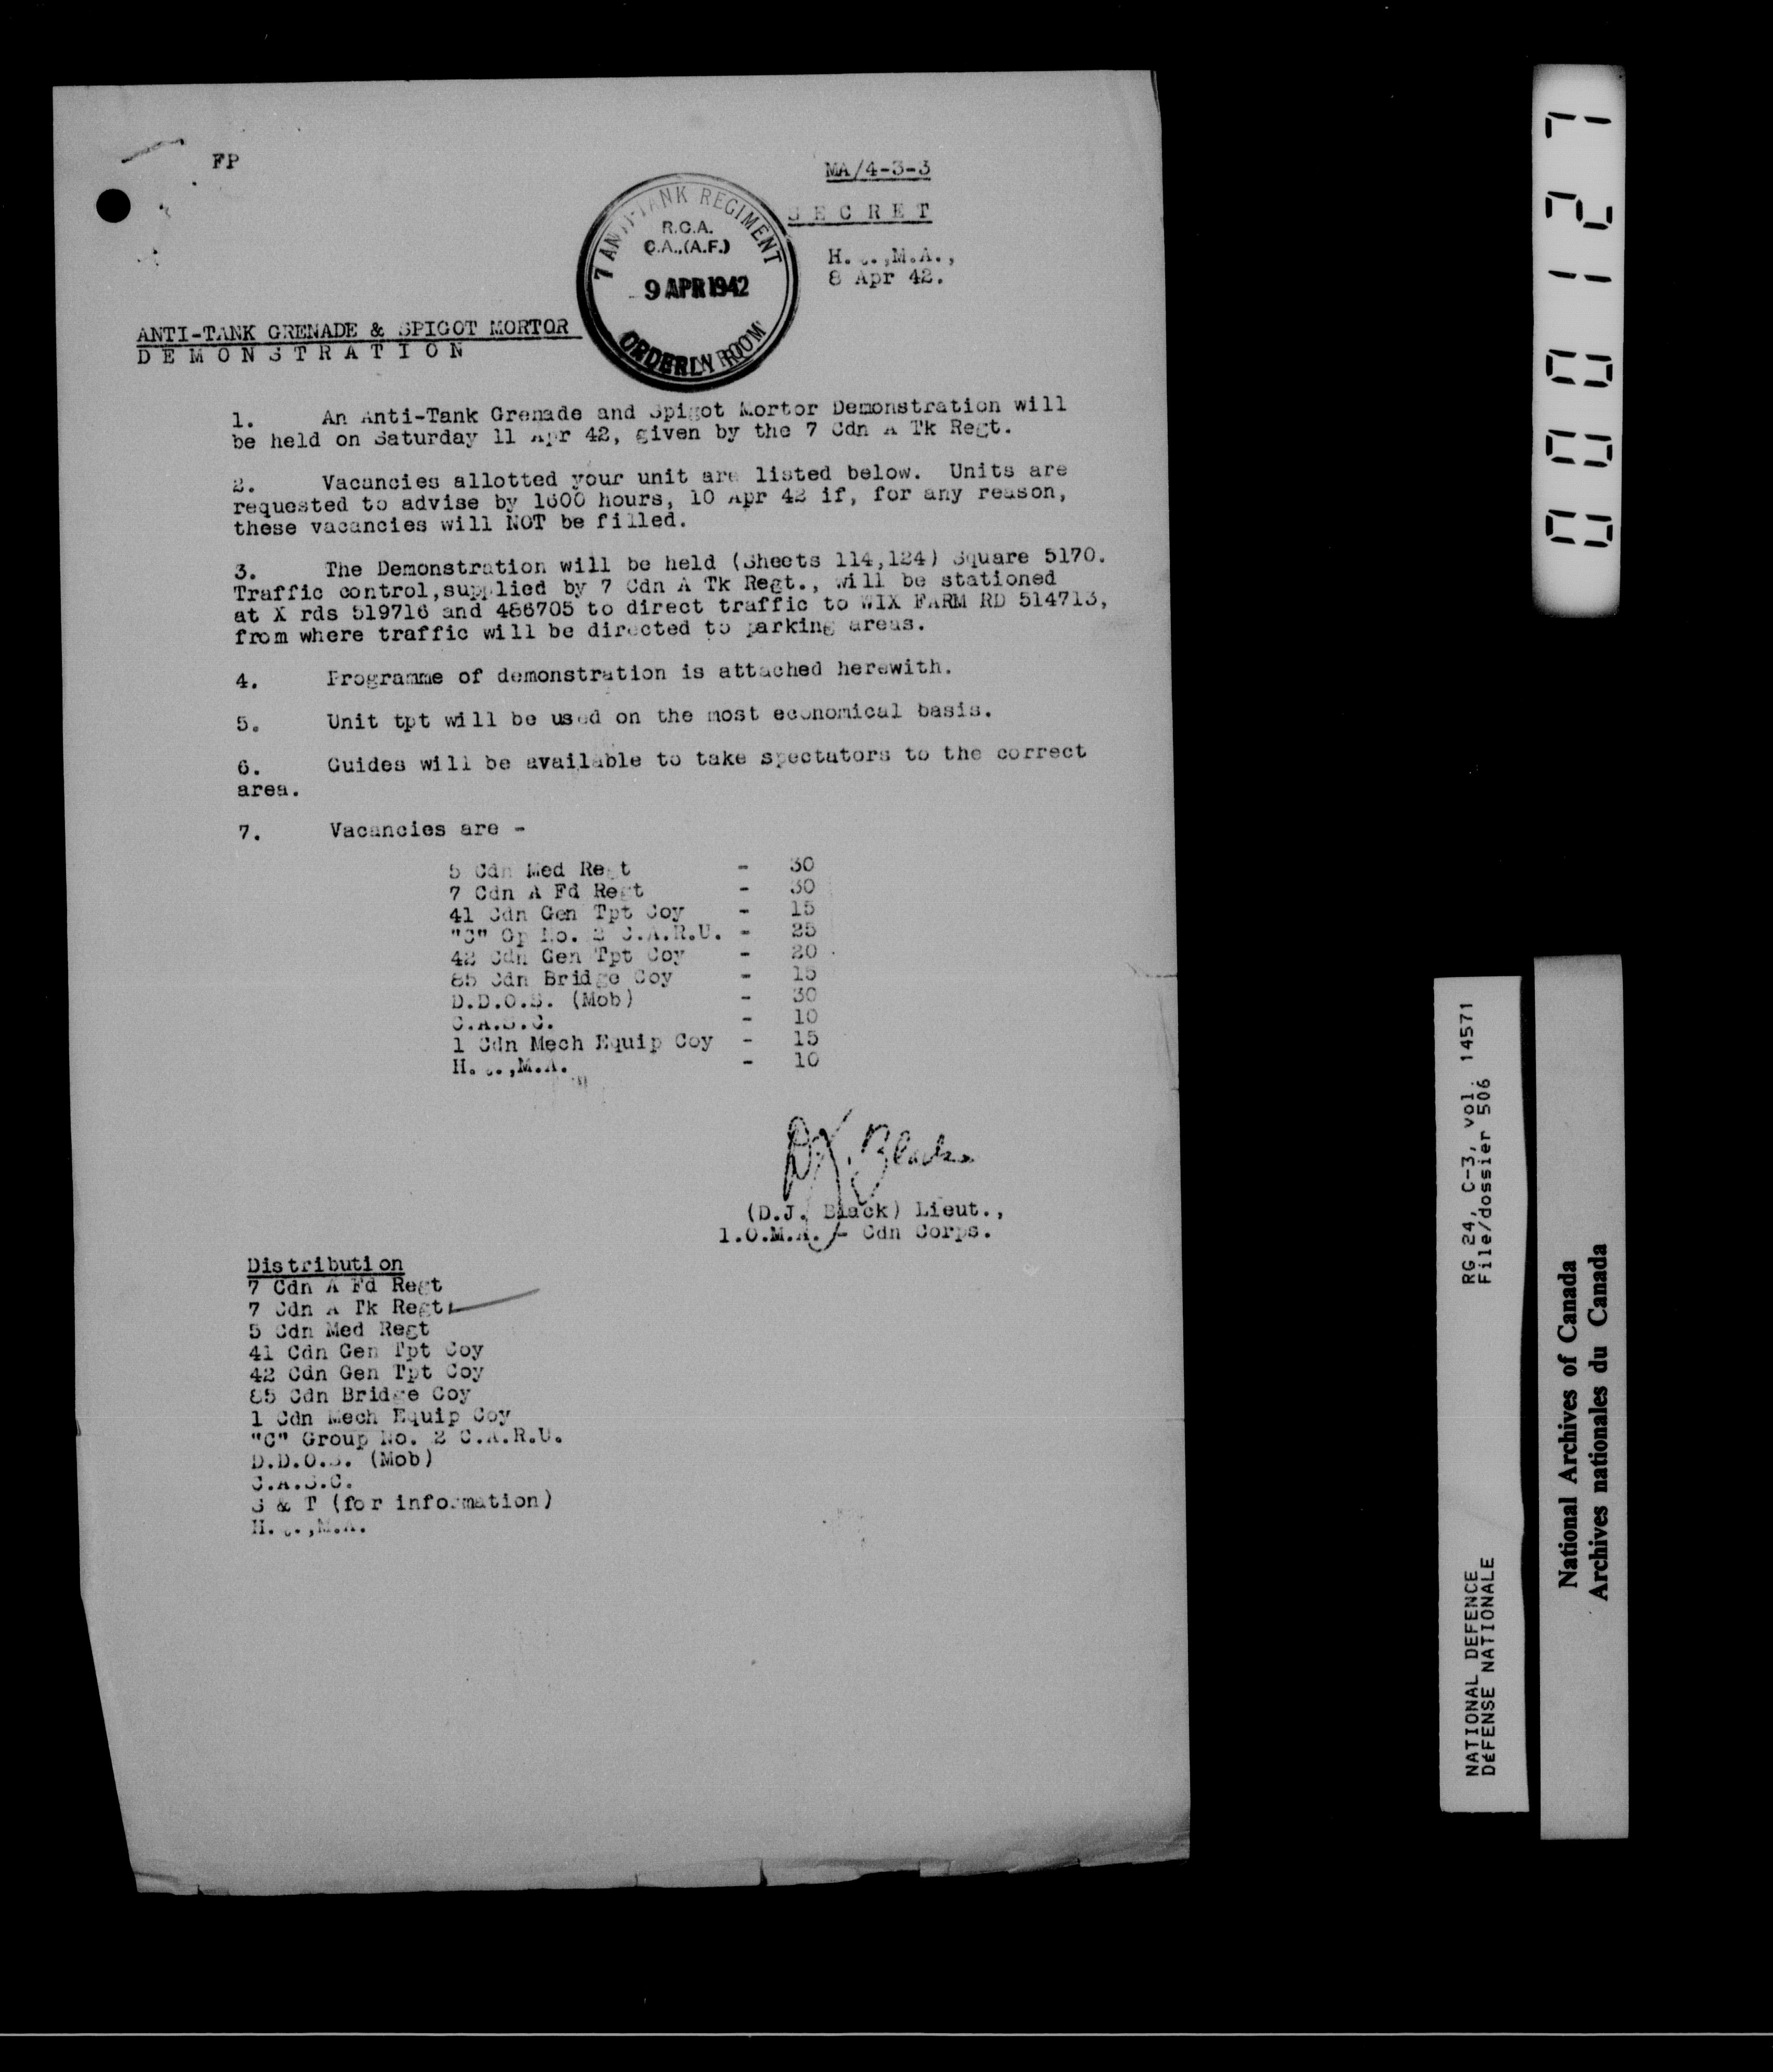 FP
MA/4-3-3
SECRET
7 ANTI-TANK REGIMENT
R.C.A.
C.A.,(A.F.)
9 APR 1942
ORDERLY ROOM
H. .,M.A.,
8 Apr 42.
ANTI-TANK GRENADE & SPIGOT MORTOR
DEMONSTRATION
1. An Anti-Tank Grenade and Spigot Mortor Demonstration will
be held on Saturday 11 Apr 42, given by the 7 Cdn A Tk Regt.
2. Vacancies allotted your unit are listed below. Units are
requested to advise by 1600 hours, 10 Apr 42 if, for any reason,
these vacancies will NOT be filled.
3. The Demonstration will be held (Sheets 114,124) Square 5170.
Traffic control,supplied by 7 Cdn A Tk Regt., will be stationed
at X rds 519716 and 486705 to direct traffic to WIX FARM RD 514713,
from where traffic will be directed to parking areas.
4. Programme of demonstration is attached herewith.
5. Unit tpt will be used on the most economical basis.
6. Guides will be available to take spectators to the correct
area.
7. Vacancies are -
5 Cdn Med Regt - 30
7 Cdn A Fd Regt - 30
41 Cdn Gen Tpt Coy - 15
"C" Gp No. 2 C.A.R.U. - 25
42 Cdn Gen Tpt Coy - 20
85 Cdn Bridge Coy - 15
D.D.O.S. (Mob) - 30
C.A.S.C. - 10
1 Cdn Mech Equip Coy - 15
H. .,M.A. - 10
D.J. Black
(D.J. Black) Lieut.,
1.O.M.A. - Cdn Corps.
Distribution
7 Cdn A Fd Regt
7 Cdn A Tk Regt
5 Cdn Med Regt
41 Cdn Gen Tpt Coy
42 Cdn Gen Tpt Coy
85 Cdn Bridge Coy
1 Cdn Mech Equip Coy
"C" Group No. 2 C.A.R.U.
D.D.O.S. (Mob)
C.A.S.C.
S & T (for information)
H. .,M.A.
000127
RG 24, C-3, vol. 14571
File/dossier 506
NATIONAL DEFENCE
DÉFENSE NATIONALE
National Archives of Canada
Archives nationales du Canada